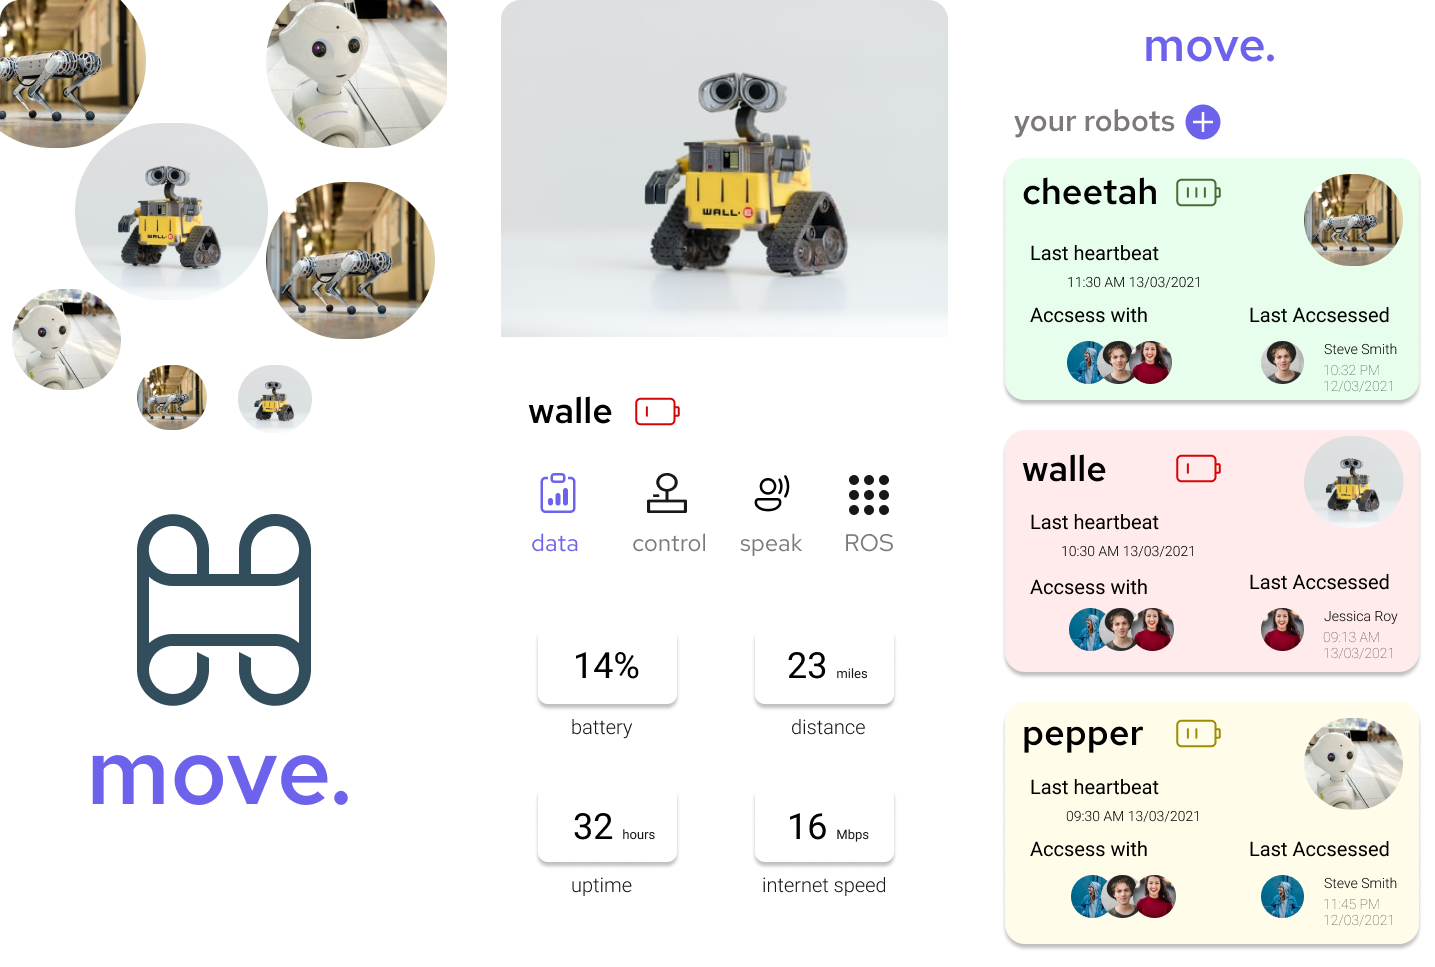 move.
WALL·E
WALL·E
walle
data
control
speak
ROS
14%
battery
23 miles
distance
32 hours
uptime
16 Mbps
internet speed
move.
your robots
cheetah
Last heartbeat
11:30 AM 13/03/2021
Accsess with
Last Accsessed
Steve Smith
10:32 PM
12/03/2021
walle
Last heartbeat
10:30 AM 13/03/2021
Accsess with
Last Accsessed
Jessica Roy
09:13 AM
13/03/2021
pepper
Last heartbeat
09:30 AM 13/03/2021
Accsess with
Last Accsessed
Steve Smith
11:45 PM
12/03/2021